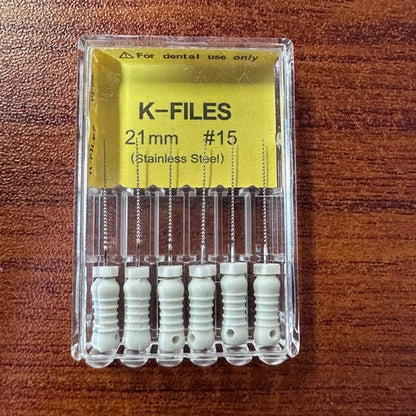 ⚠ For dental use only
K-FILES
21mm #15
(Stainless Steel)